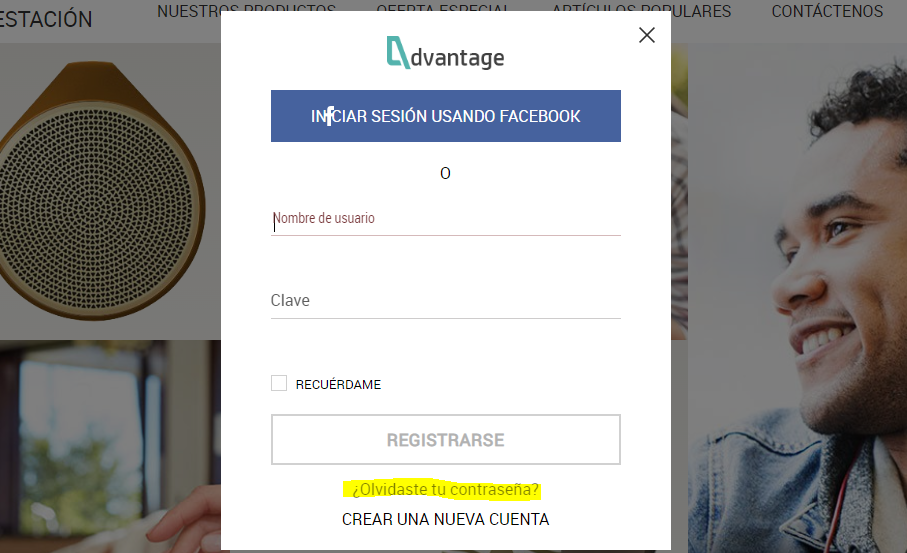 ESTACIÓN
NUESTROS PRODUCTOS OFERTA ESPECIAL ARTÍCULOS POPULARES CONTÁCTENOS
Advantage
INICIAR SESIÓN USANDO FACEBOOK
O
Nombre de usuario
Clave
RECUÉRDAME
REGISTRARSE
¿Olvidaste tu contraseña?
CREAR UNA NUEVA CUENTA